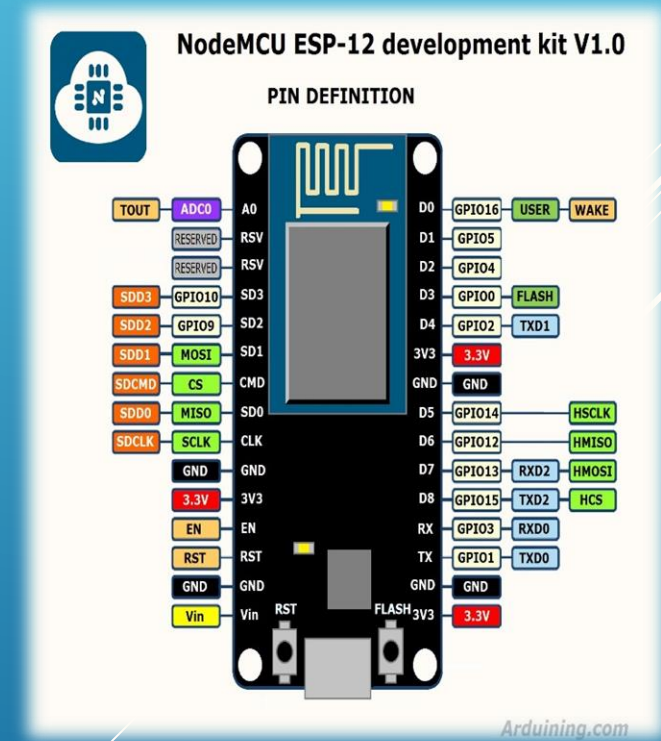 NodeMCU ESP-12 development kit V1.0
PIN DEFINITION
TOUT ADC0 A0 D0 GPIO16 USER WAKE
RESERVED RSV D1 GPIO5
RESERVED RSV D2 GPIO4
SDD3 GPIO10 SD3 D3 GPIO0 FLASH
SDD2 GPIO9 SD2 D4 GPIO2 TXD1
SDD1 MOSI SD1 3V3 3.3V
SDCMD CS CMD GND GND
SDD0 MISO SD0 D5 GPIO14 HSCLK
SDCLK SCLK CLK D6 GPIO12 HMISO
GND GND D7 GPIO13 RXD2 HMOSI
3.3V 3V3 D8 GPIO15 TXD2 HCS
EN EN RX GPIO3 RXD0
RST RST TX GPIO1 TXD0
GND GND GND GND
Vin Vin RST FLASH 3V3 3.3V
Arduining.com